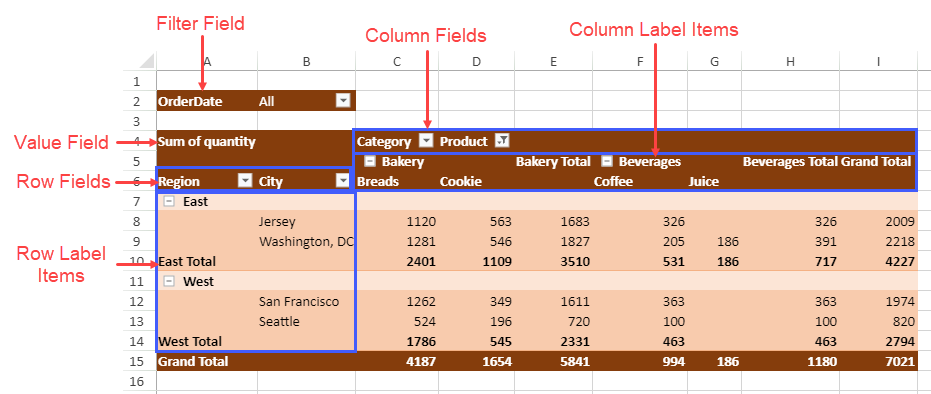 Filter Field
Column Fields
Column Label Items
A B C D E F G H I
1
2 OrderDate All
3
Value Field
4 Sum of quantity Category Product
5 Bakery Bakery Total Beverages Beverages Total Grand Total
Row Fields
6 Region City Breads Cookie Coffee Juice
7 East
8 Jersey 1120 563 1683 326 326 2009
9 Washington, DC 1281 546 1827 205 186 391 2218
Row Label
Items
10 East Total 2401 1109 3510 531 186 717 4227
11 West
12 San Francisco 1262 349 1611 363 363 1974
13 Seattle 524 196 720 100 100 820
14 West Total 1786 545 2331 463 463 2794
15 Grand Total 4187 1654 5841 994 186 1180 7021
16